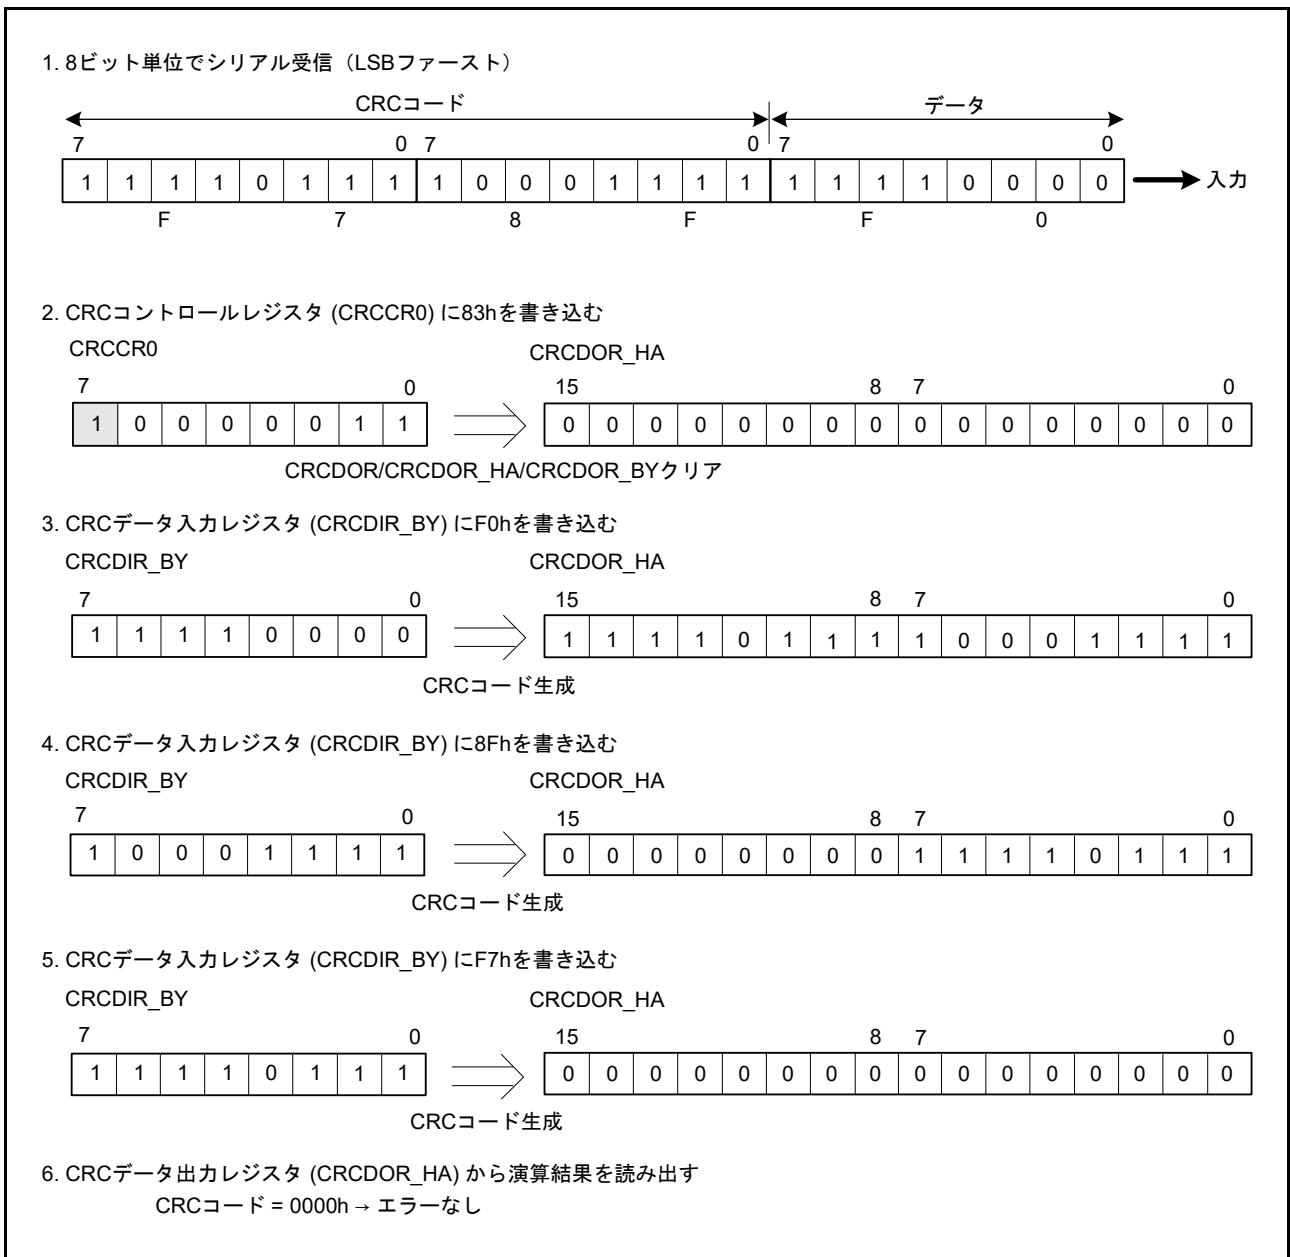 1. 8ビット単位でシリアル受信（LSBファースト）
CRCコード データ
7 0 7 0 7 0
1 1 1 1 0 1 1 1 1 0 0 0 1 1 1 1 1 1 1 1 0 0 0 0 入力
F 7 8 F F 0
2. CRCコントロールレジスタ (CRCCR0) に83hを書き込む
CRCCR0 CRCDOR_HA
7 0 15 8 7 0
1 0 0 0 0 0 1 1 0 0 0 0 0 0 0 0 0 0 0 0 0 0 0 0
CRCDOR/CRCDOR_HA/CRCDOR_BYクリア
3. CRCデータ入力レジスタ (CRCDIR_BY) にF0hを書き込む
CRCDIR_BY CRCDOR_HA
7 0 15 8 7 0
1 1 1 1 0 0 0 0 1 1 1 1 0 1 1 1 1 0 0 0 1 1 1 1
CRCコード生成
4. CRCデータ入力レジスタ (CRCDIR_BY) に8Fhを書き込む
CRCDIR_BY CRCDOR_HA
7 0 15 8 7 0
1 0 0 0 1 1 1 1 0 0 0 0 0 0 0 0 1 1 1 1 0 1 1 1
CRCコード生成
5. CRCデータ入力レジスタ (CRCDIR_BY) にF7hを書き込む
CRCDIR_BY CRCDOR_HA
7 0 15 8 7 0
1 1 1 1 0 1 1 1 0 0 0 0 0 0 0 0 0 0 0 0 0 0 0 0
CRCコード生成
6. CRCデータ出力レジスタ (CRCDOR_HA) から演算結果を読み出す
CRCコード = 0000h → エラーなし